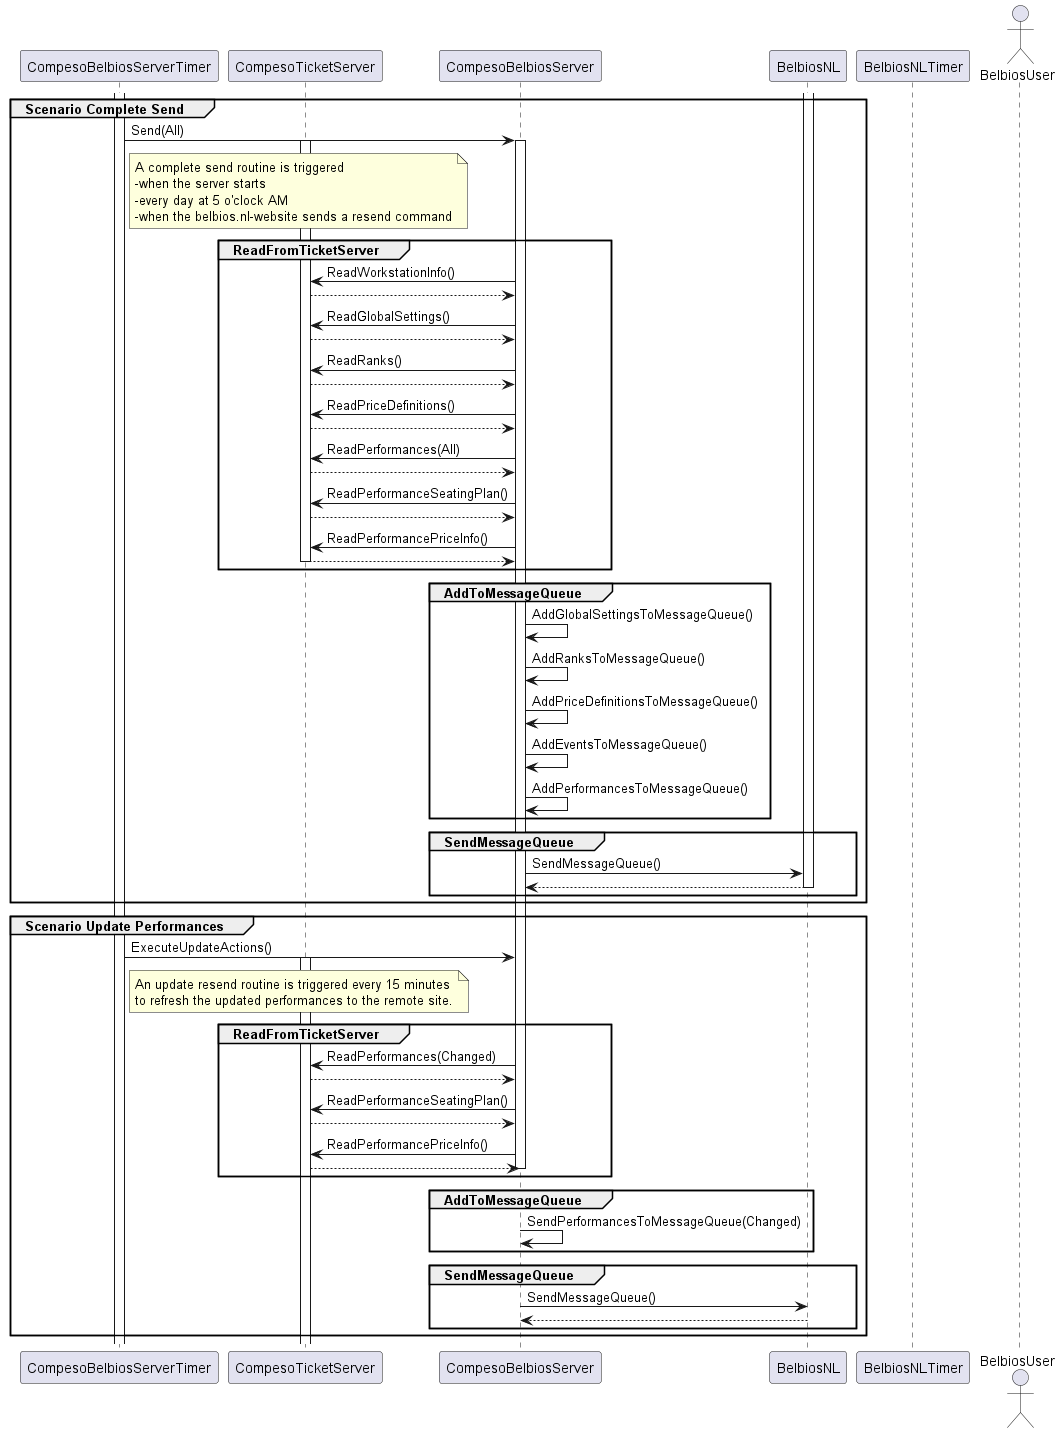 BelbiosUser
CompesoBelbiosServerTimer
CompesoTicketServer
CompesoBelbiosServer
BelbiosNL
BelbiosNLTimer
Scenario Complete Send
Send(All)
A complete send routine is triggered
-when the server starts
-every day at 5 o'clock AM
-when the belbios.nl-website sends a resend command
ReadFromTicketServer
ReadWorkstationInfo()
ReadGlobalSettings()
ReadRanks()
ReadPriceDefinitions()
ReadPerformances(All)
ReadPerformanceSeatingPlan()
ReadPerformancePriceInfo()
AddToMessageQueue
AddGlobalSettingsToMessageQueue()
AddRanksToMessageQueue()
AddPriceDefinitionsToMessageQueue()
AddEventsToMessageQueue()
AddPerformancesToMessageQueue()
SendMessageQueue
SendMessageQueue()
Scenario Update Performances
ExecuteUpdateActions()
An update resend routine is triggered every 15 minutes
to refresh the updated performances to the remote site.
ReadFromTicketServer
ReadPerformances(Changed)
ReadPerformanceSeatingPlan()
ReadPerformancePriceInfo()
AddToMessageQueue
SendPerformancesToMessageQueue(Changed)
SendMessageQueue
SendMessageQueue()
CompesoBelbiosServerTimer
CompesoTicketServer
CompesoBelbiosServer
BelbiosNL
BelbiosNLTimer
BelbiosUser